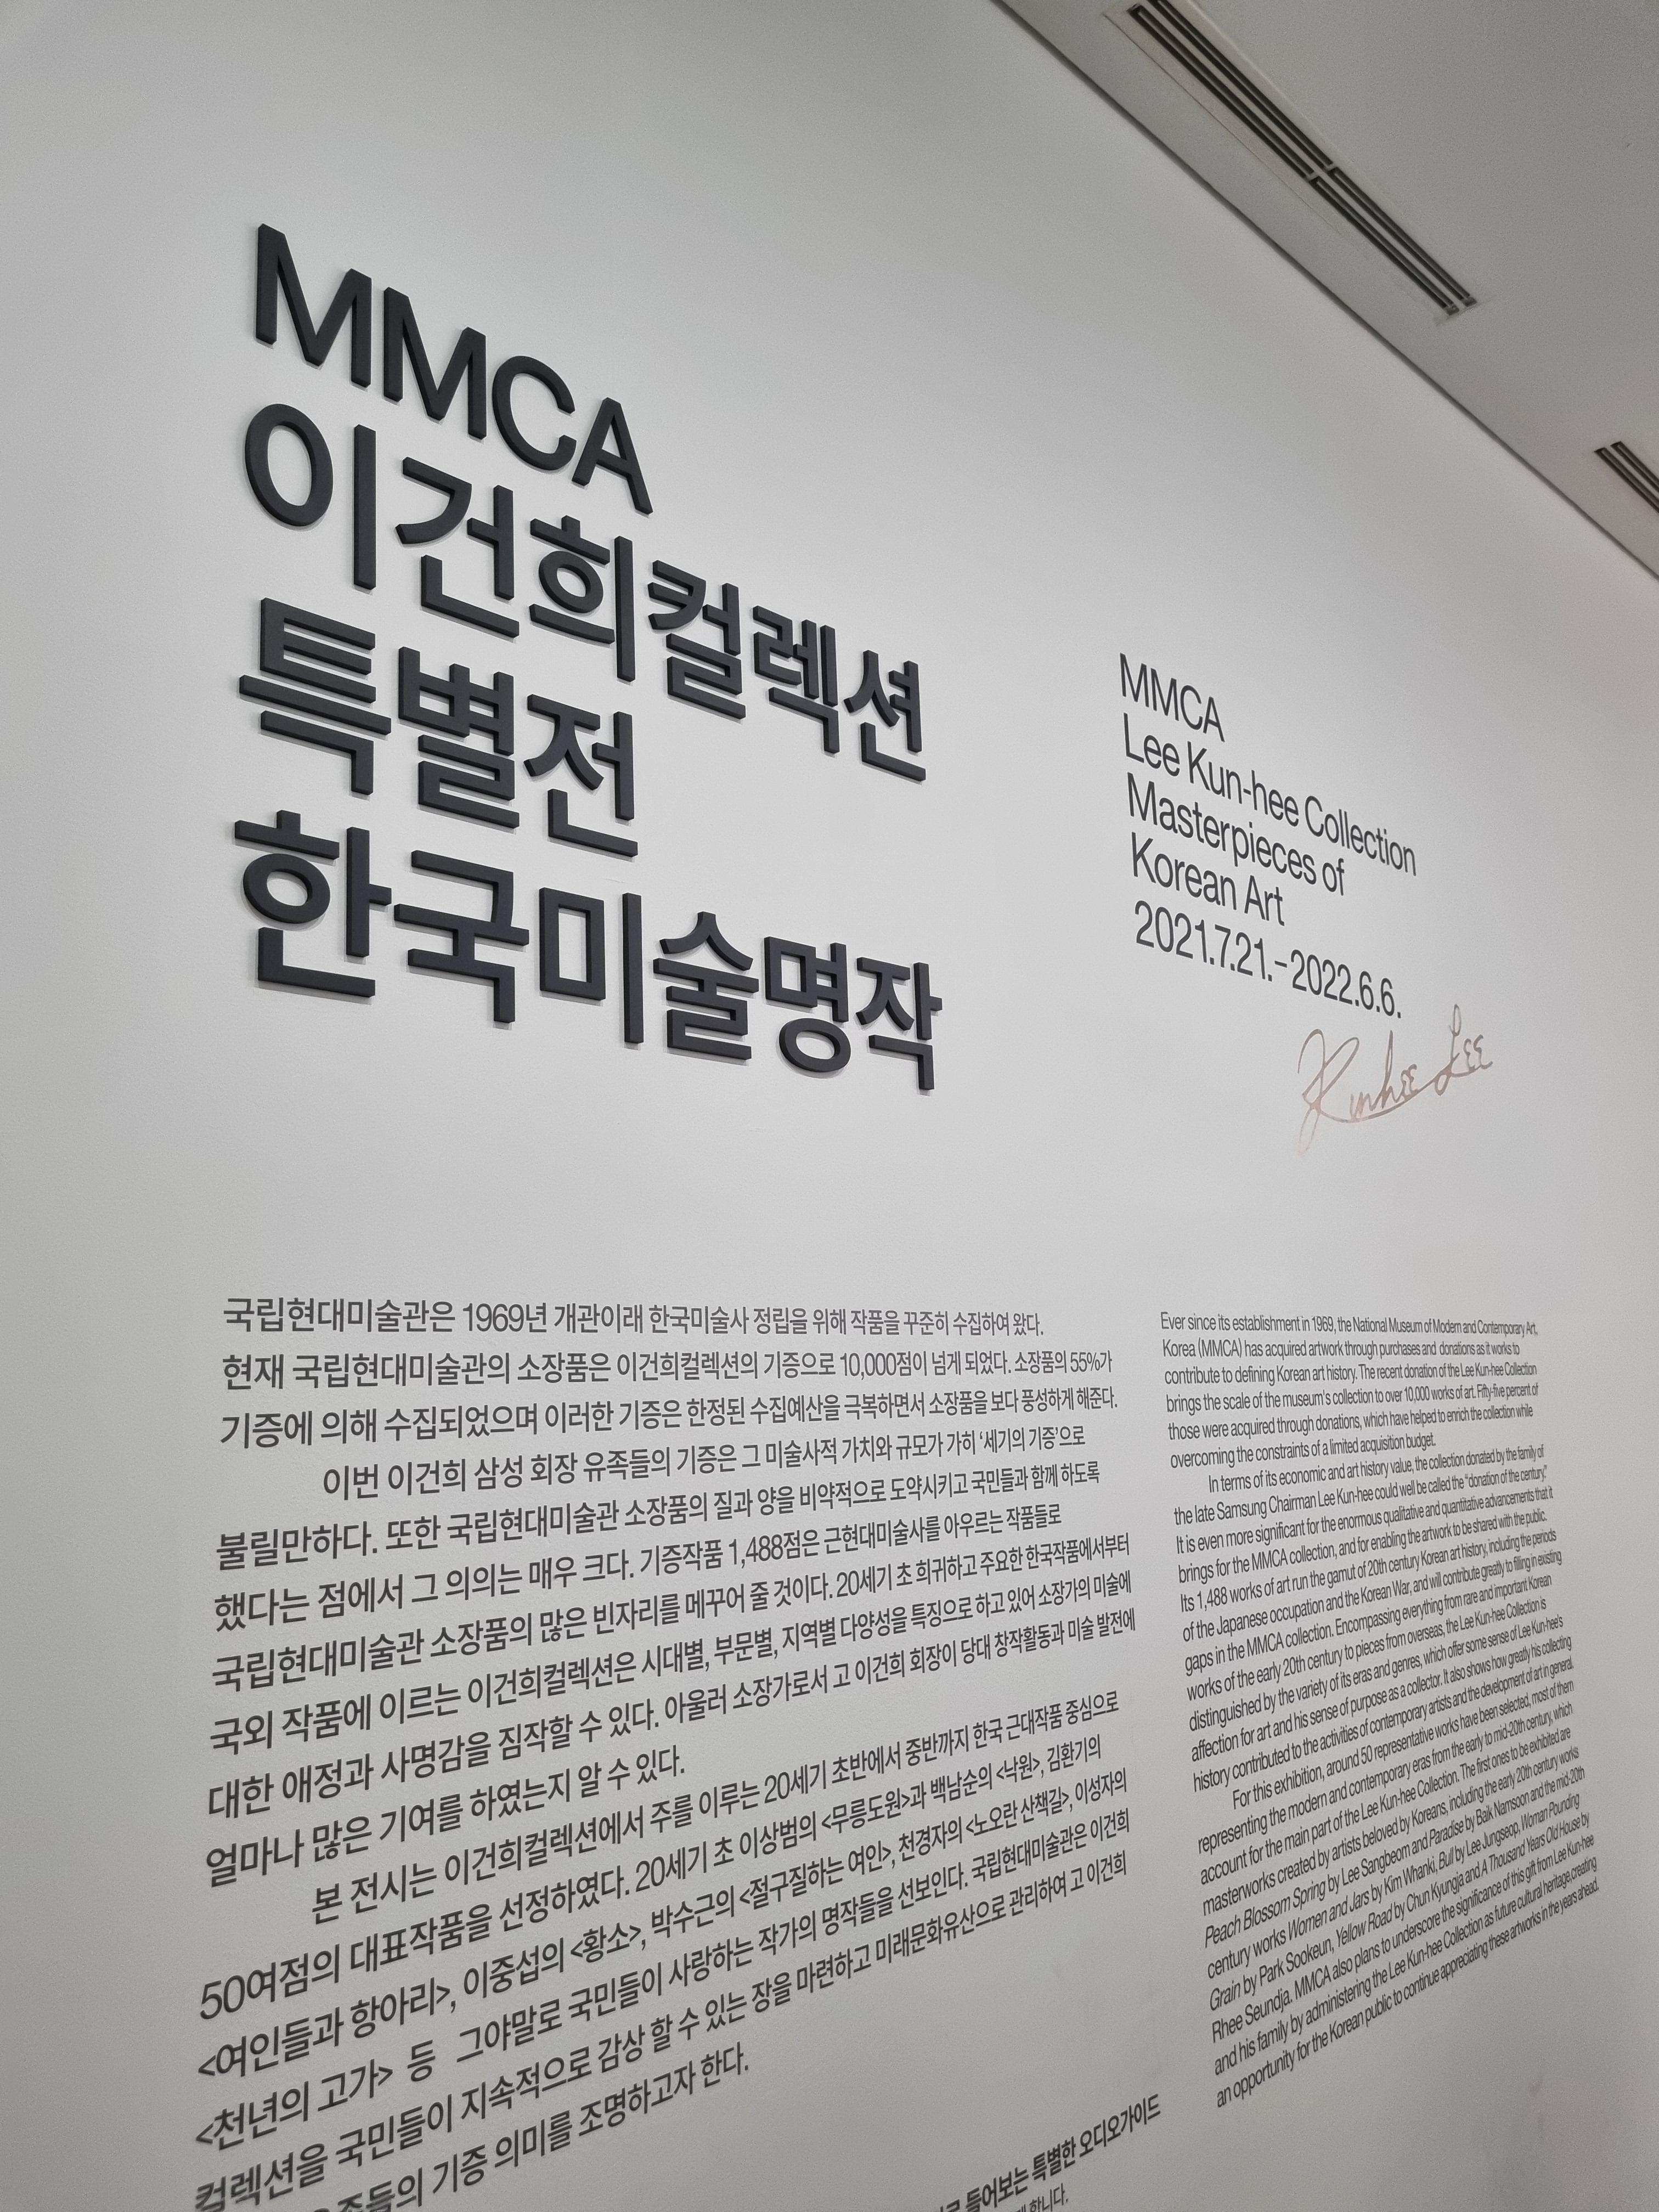 MMCA
이건희컬렉션
특별전
한국미술명작
MMCA
Lee Kun-hee Collection
Masterpieces of
Korean Art
2021.7.21.-2022.6.6.
Kunhee Lee
국립현대미술관은 1969년 개관이래 한국미술사 정립을 위해 작품을 꾸준히 수집하여 왔다.
현재 국립현대미술관의 소장품은 이건희컬렉션의 기증으로 10,000점이 넘게 되었다. 소장품의 55%가
기증에 의해 수집되었으며 이러한 기증은 한정된 수집예산을 극복하면서 소장품을 보다 풍성하게 해준다.
이번 이건희 삼성 회장 유족들의 기증은 그 미술사적 가치와 규모가 가히 ‘세기의 기증’으로
불릴만하다. 또한 국립현대미술관 소장품의 질과 양을 비약적으로 도약시키고 국민들과 함께 하도록
했다는 점에서 그 의의는 매우 크다. 기증작품 1,488점은 근현대미술사를 아우르는 작품들로
국립현대미술관 소장품의 많은 빈자리를 메꾸어 줄 것이다. 20세기 초 희귀하고 주요한 한국작품에서부터
국외 작품에 이르는 이건희컬렉션은 시대별, 부문별, 지역별 다양성을 특징으로 하고 있어 소장가의 미술에
대한 애정과 사명감을 짐작할 수 있다. 아울러 소장가로서 고 이건희 회장이 당대 창작활동과 미술 발전에
얼마나 많은 기여를 하였는지 알 수 있다.
본 전시는 이건희컬렉션에서 주를 이루는 20세기 초반에서 중반까지 한국 근대작품 중심으로
50여점의 대표작품을 선정하였다. 20세기 초 이상범의 <무릉도원>과 백남순의 <낙원>, 김환기의
<여인들과 항아리>, 이중섭의 <황소>, 박수근의 <절구질하는 여인>, 천경자의 <노오란 산책길>, 이성자의
<천년의 고가> 등 그야말로 국민들이 사랑하는 작가의 명작들을 선보인다. 국립현대미술관은 이건희
컬렉션을 국민들이 지속적으로 감상 할 수 있는 장을 마련하고 미래문화유산으로 관리하여 고 이건희
기증 의미를 조명하고자 한다.
Ever since its establishment in 1969, the National Museum of Modern and Contemporary Art,
Korea (MMCA) has acquired artwork through purchases and donations as it works to
contribute to defining Korean art history. The recent donation of the Lee Kun-hee Collection
brings the scale of the museum's collection to over 10,000 works of art. Fifty-five percent of
those were acquired through donations, which have helped to enrich the collection while
overcoming the constraints of a limited acquisition budget.
In terms of its economic and art history value, the collection donated by the family of
the late Samsung Chairman Lee Kun-hee could well be called the “donation of the century.”
It is even more significant for the enormous qualitative and quantitative advancements that it
brings for the MMCA collection, and for enabling the artwork to be shared with the public.
Its 1,488 works of art run the gamut of 20th century Korean art history, including the periods
of the Japanese occupation and the Korean War, and will contribute greatly to filling in existing
gaps in the MMCA collection. Encompassing everything from rare and important Korean
works of the early 20th century to pieces from overseas, the Lee Kun-hee Collection is
distinguished by the variety of its eras and genres, which offer some sense of Lee Kun-hee's
affection for art and his sense of purpose as a collector. It also shows how greatly his collecting
history contributed to the activities of contemporary artists and the development of art in general.
For this exhibition, around 50 representative works have been selected, most of them
representing the modern and contemporary eras from the early to mid-20th century, which
account for the main part of the Lee Kun-hee Collection. The first ones to be exhibited are
masterworks created by artists beloved by Koreans, including the early 20th century works
Peach Blossom Spring by Lee Sangbeom and Paradise by Baik Namsoon and the mid-20th
century works Women and Jars by Kim Whanki, Bull by Lee Jungseop, Woman Pounding
Grain by Park Sookeun, Yellow Road by Chun Kyungja and A Thousand Years Old House by
Rhee Seundja. MMCA also plans to underscore the significance of this gift from Lee Kun-hee
and his family by administering the Lee Kun-hee Collection as future cultural heritage,creating
an opportunity for the Korean public to continue appreciating these artworks in the years ahead.
들어보는 특별한 오디오가이드
합니다.